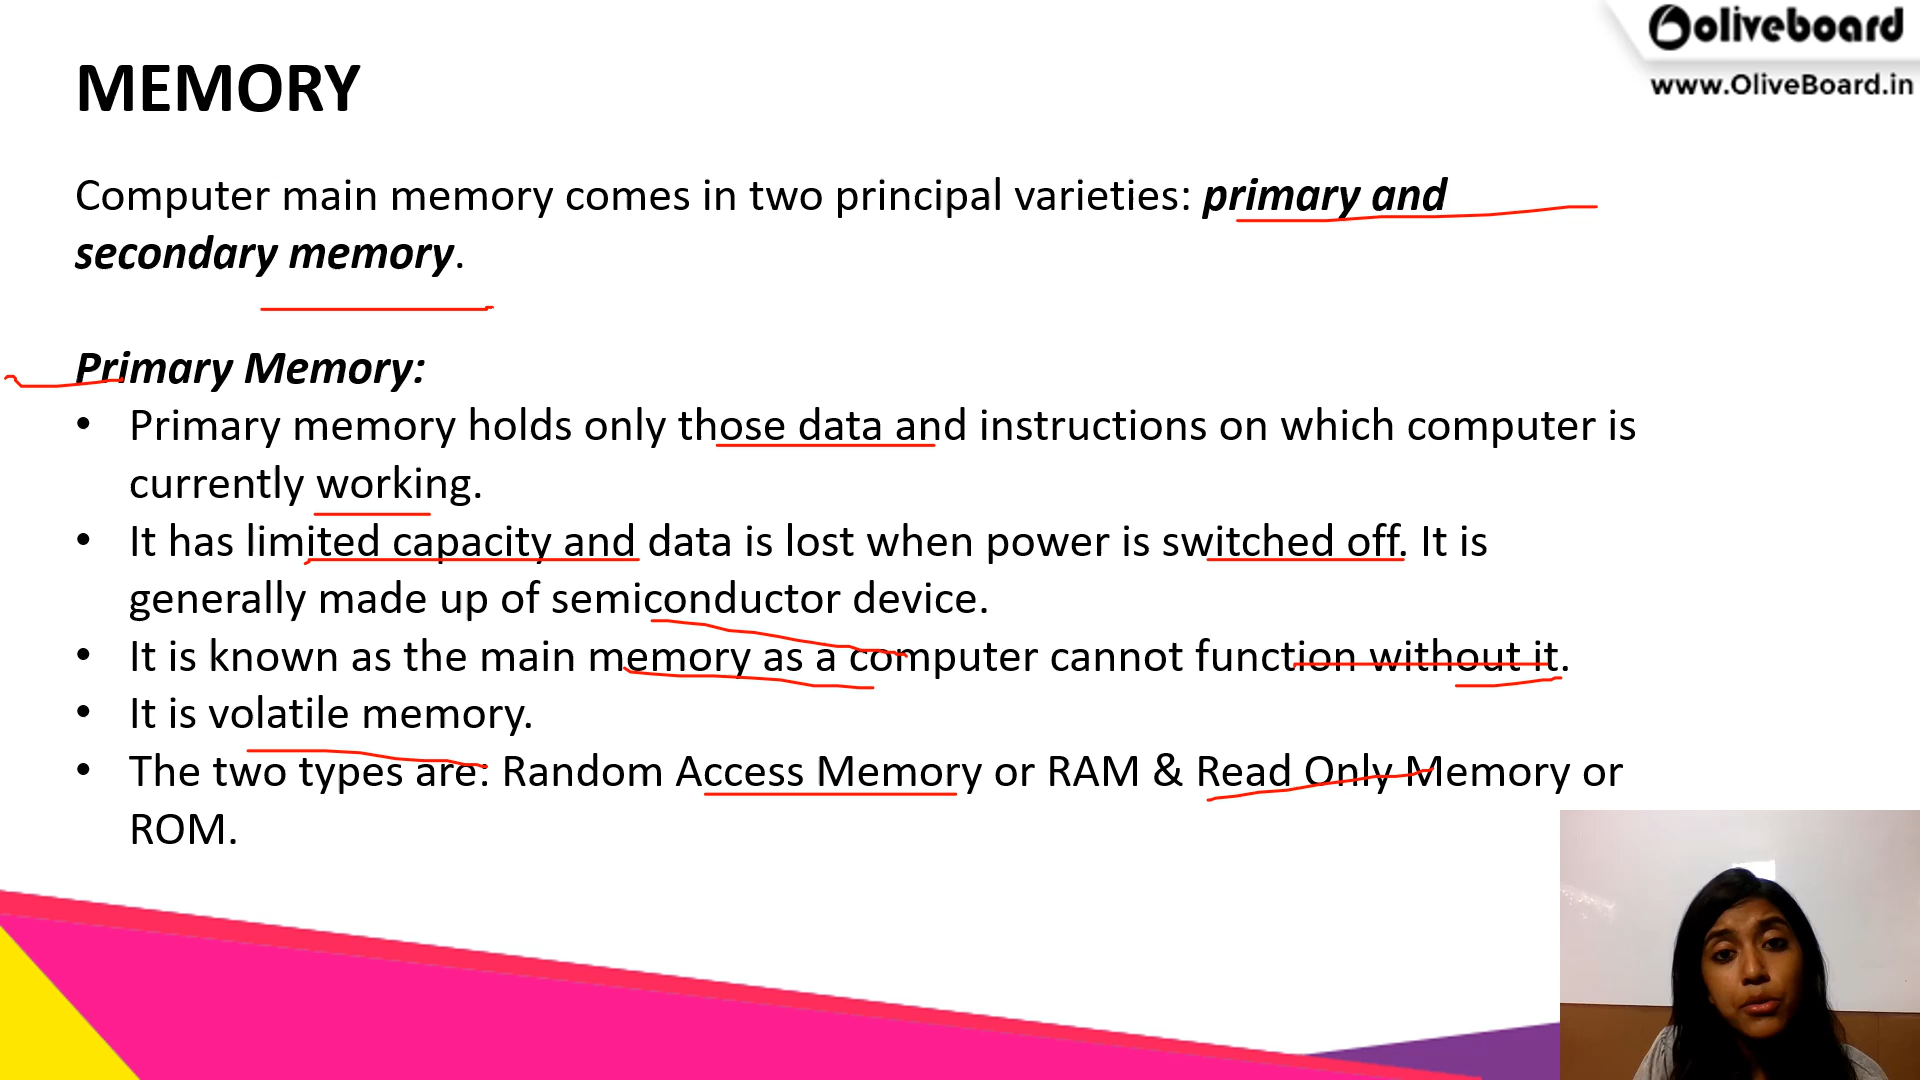 oliveboard
www.OliveBoard.in
MEMORY
Computer main memory comes in two principal varieties: primary and
secondary memory.
Primary Memory:
• Primary memory holds only those data and instructions on which computer is
currently working.
• It has limited capacity and data is lost when power is switched off. It is
generally made up of semiconductor device.
• It is known as the main memory as a computer cannot function without it.
• It is volatile memory.
• The two types are: Random Access Memory or RAM & Read Only Memory or
ROM.